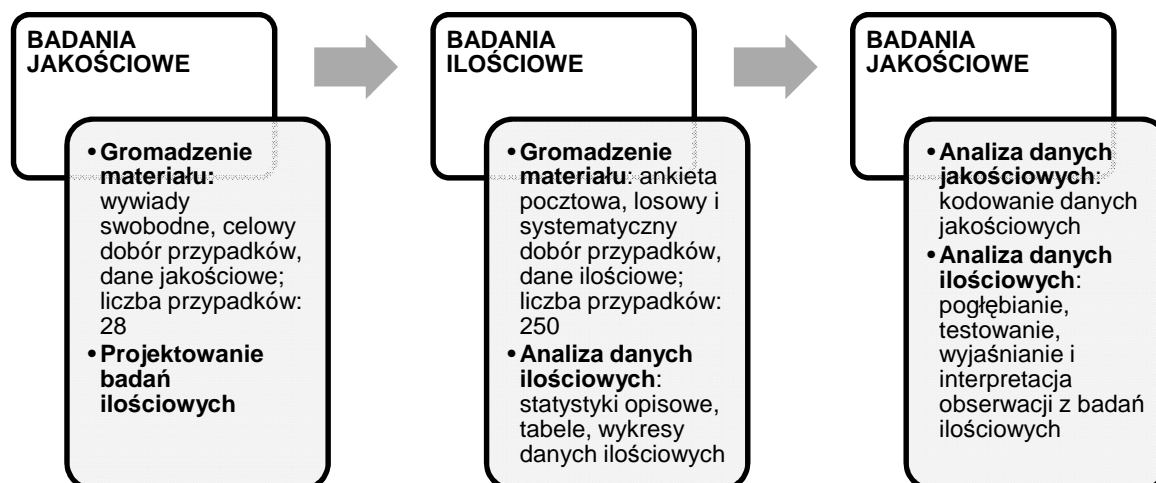 BADANIA
JAKOŚCIOWE
• Gromadzenie
materiału:
wywiady
swobodne, celowy
dobór przypadków,
dane jakościowe;
liczba przypadków:
28
• Projektowanie
badań
ilościowych
BADANIA
ILOŚCIOWE
• Gromadzenie
materiału: ankieta
pocztowa, losowy i
systematyczny
dobór przypadków,
dane ilościowe;
liczba przypadków:
250
• Analiza danych
ilościowych:
statystyki opisowe,
tabele, wykresy
danych ilościowych
BADANIA
JAKOŚCIOWE
• Analiza danych
jakościowych:
kodowanie danych
jakościowych
• Analiza danych
ilościowych:
pogłębianie,
testowanie,
wyjaśnianie i
interpretacja
obserwacji z badań
ilościowych